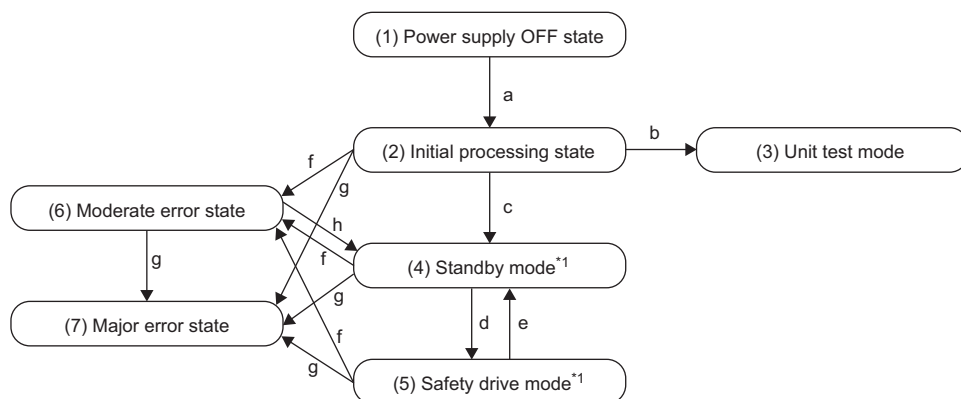 (1) Power supply OFF state
a
(2) Initial processing state
b
(3) Unit test mode
f
g
c
(6) Moderate error state
h
f
(4) Standby mode*1
g
g
d
e
(7) Major error state
f
g
(5) Safety drive mode*1